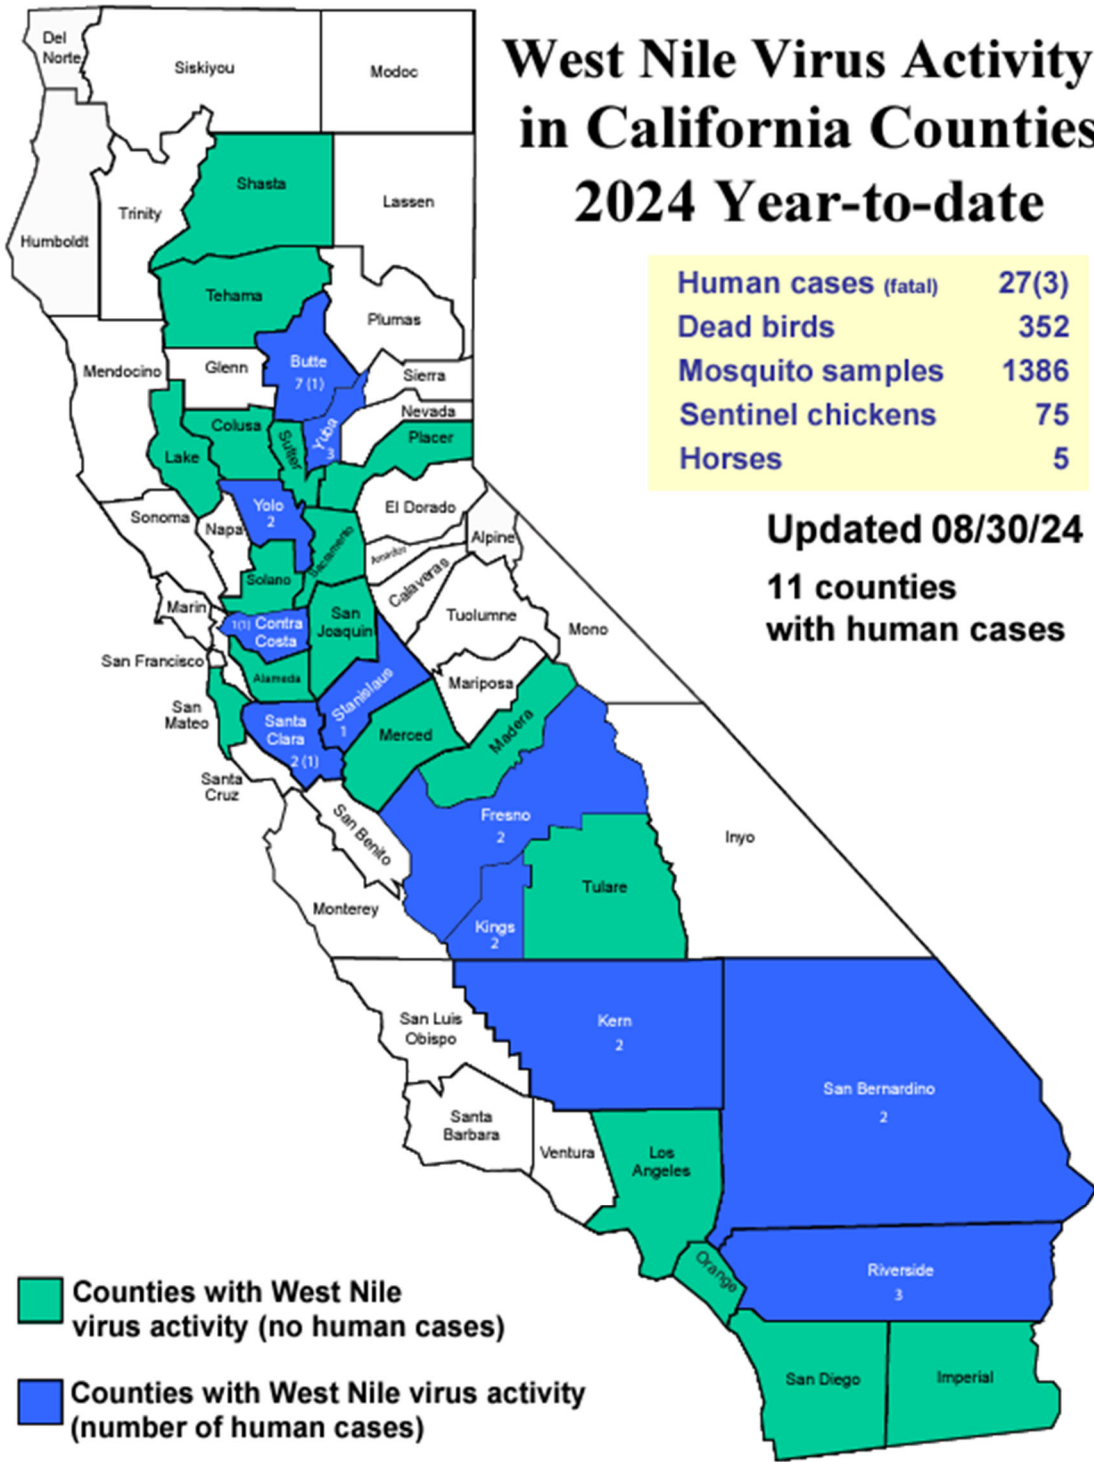 West Nile Virus Activity
in California Counties
2024 Year-to-date
Human cases (fatal) 27(3)
Dead birds 352
Mosquito samples 1386
Sentinel chickens 75
Horses 5
Updated 08/30/24
11 counties
with human cases
Del
Norte
Siskiyou
Modoc
Shasta
Lassen
Trinity
Humboldt
Tehama
Plumas
Mendocino
Glenn
Butte
7 (1)
Sierra
Nevada
Colusa
Sutter
Yuba
3
Placer
Lake
El Dorado
Yolo
2
Sonoma
Napa
Sacramento
Alpine
Amador
Solano
Calaveras
Marin
1(1) Contra
Costa
San
Joaquin
Tuolumne
Mono
San Francisco
Alameda
Stanislaus
1
Mariposa
San
Mateo
Santa
Clara
2 (1)
Merced
Madera
Santa
Cruz
San Benito
Fresno
2
Inyo
Tulare
Monterey
Kings
2
San Luis
Obispo
Kern
2
San Bernardino
2
Santa
Barbara
Ventura
Los
Angeles
Orange
Riverside
3
San Diego
Imperial
Counties with West Nile
virus activity (no human cases)
Counties with West Nile virus activity
(number of human cases)